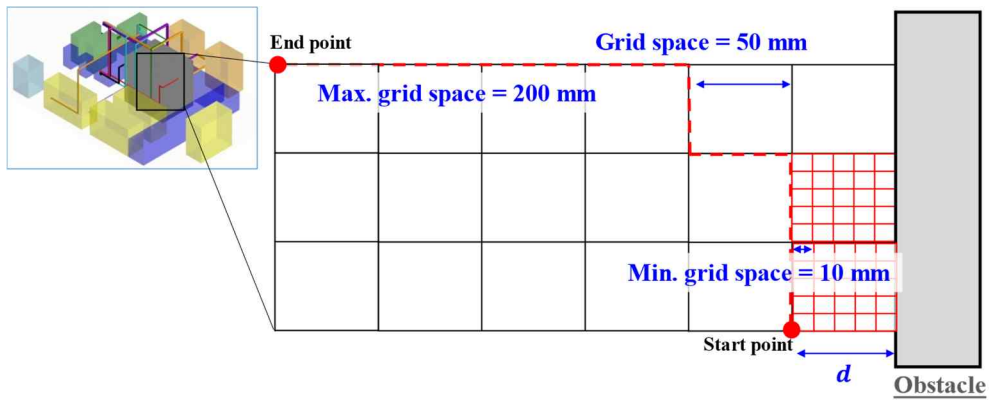 End point
Grid space = 50 mm
Max. grid space = 200 mm
Min. grid space = 10 mm
Start point
d
Obstacle